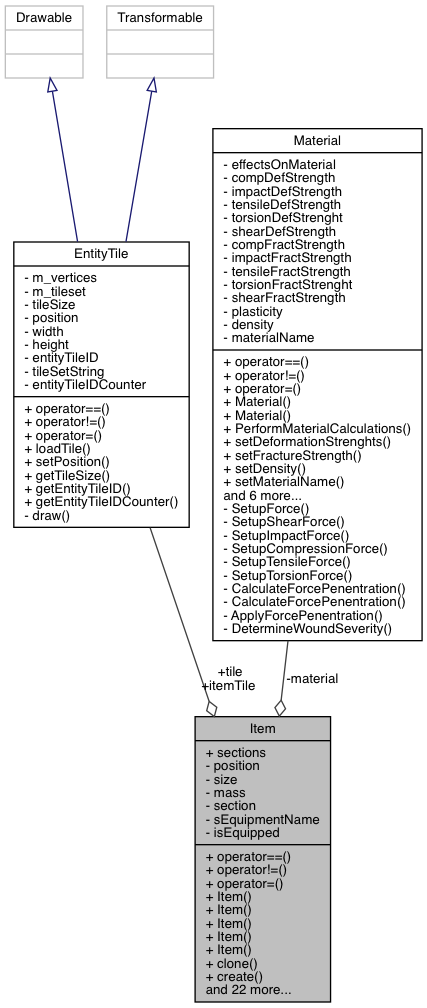 Drawable
Transformable
Material
- effectsOnMaterial
- compDefStrength
- impactDefStrength
- tensileDefStrength
- torsionDefStrenght
- shearDefStrength
- compFractStrength
- impactFractStrength
- tensileFractStrength
- torsionFractStrenght
- shearFractStrength
- plasticity
- density
- materialName
+ operator==()
+ operator!=()
+ operator=()
+ Material()
+ Material()
+ PerformMaterialCalculations()
+ setDeformationStrenghts()
+ setFractureStrength()
+ setDensity()
+ setMaterialName()
and 6 more...
- SetupForce()
- SetupShearForce()
- SetupImpactForce()
- SetupCompressionForce()
- SetupTensileForce()
- SetupTorsionForce()
- CalculateForcePenentration()
- CalculateForcePenentration()
- ApplyForcePenentration()
- DetermineWoundSeverity()
EntityTile
- m_vertices
- m_tileset
- tileSize
- position
- width
- height
- entityTileID
- tileSetString
- entityTileIDCounter
+ operator==()
+ operator!=()
+ operator=()
+ loadTile()
+ setPosition()
+ getTileSize()
+ getEntityTileID()
+ getEntityTileIDCounter()
- draw()
+tile
+itemTile
-material
Item
+ sections
- position
- size
- mass
- section
- sEquipmentName
- isEquipped
+ operator==()
+ operator!=()
+ operator=()
+ Item()
+ Item()
+ Item()
+ Item()
+ Item()
+ clone()
+ create()
and 22 more...